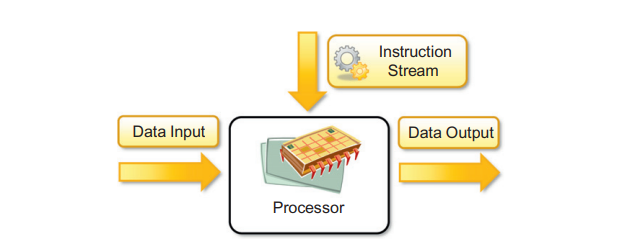 Instruction
Stream
Data Input
Data Output
Processor